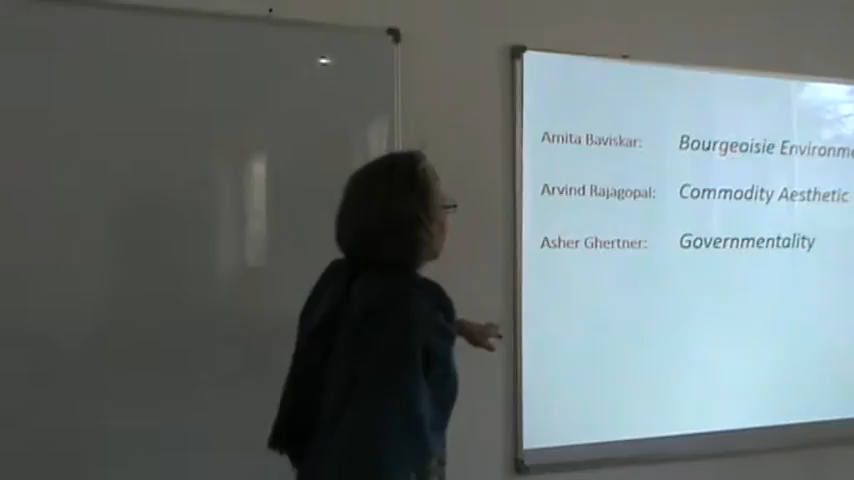 Amita Baviskar: Bourgeoisie Environme
Arvind Rajagopal: Commodity Aesthetic
Asher Ghertner: Governmentality